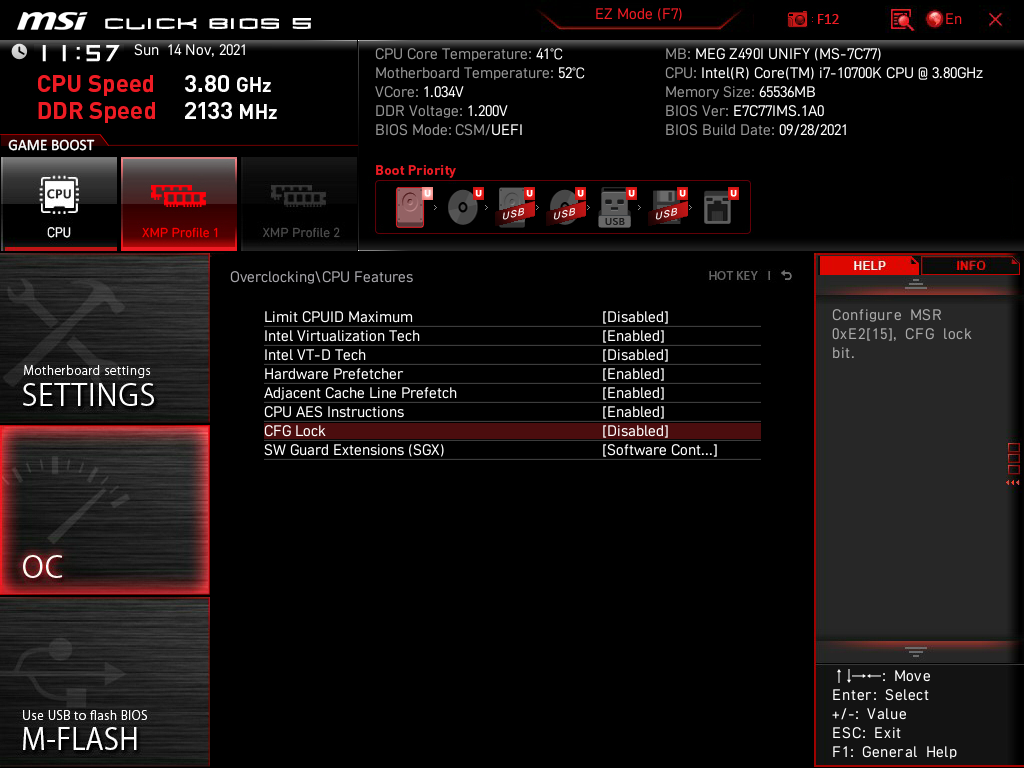 msi CLICK BIOS 5
EZ Mode (F7)
: F12
En
11:57 Sun 14 Nov, 2021
CPU Speed 3.80 GHz
DDR Speed 2133 MHz
CPU Core Temperature: 41°C
Motherboard Temperature: 52°C
VCore: 1.034V
DDR Voltage: 1.200V
BIOS Mode: CSM/UEFI
MB: MEG Z490I UNIFY (MS-7C77)
CPU: Intel(R) Core(TM) i7-10700K CPU @ 3.80GHz
Memory Size: 65536MB
BIOS Ver: E7C77IMS.1A0
BIOS Build Date: 09/28/2021
GAME BOOST
CPU
CPU
XMP Profile 1
XMP Profile 2
Boot Priority
U U U U U U U
USB USB USB USB
Motherboard settings
SETTINGS
OC
Use USB to flash BIOS
M-FLASH
Overclocking\CPU Features
HOT KEY
Limit CPUID Maximum [Disabled]
Intel Virtualization Tech [Enabled]
Intel VT-D Tech [Disabled]
Hardware Prefetcher [Enabled]
Adjacent Cache Line Prefetch [Enabled]
CPU AES Instructions [Enabled]
CFG Lock [Disabled]
SW Guard Extensions (SGX) [Software Cont...]
HELP
INFO
Configure MSR
0xE2[15], CFG lock
bit.
↑↓→←: Move
Enter: Select
+/-: Value
ESC: Exit
F1: General Help